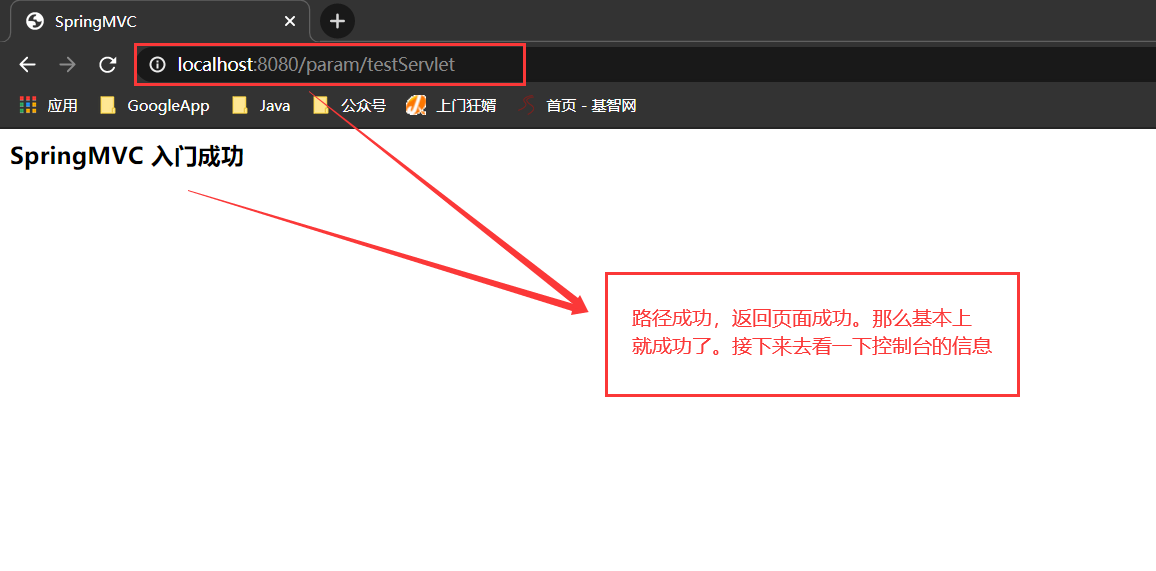 SpringMVC
localhost:8080/param/testServlet
应用 GoogleApp Java 公众号 上门狂婿 首页 - 基智网
SpringMVC 入门成功
路径成功，返回页面成功。那么基本上
就成功了。接下来去看一下控制台的信息